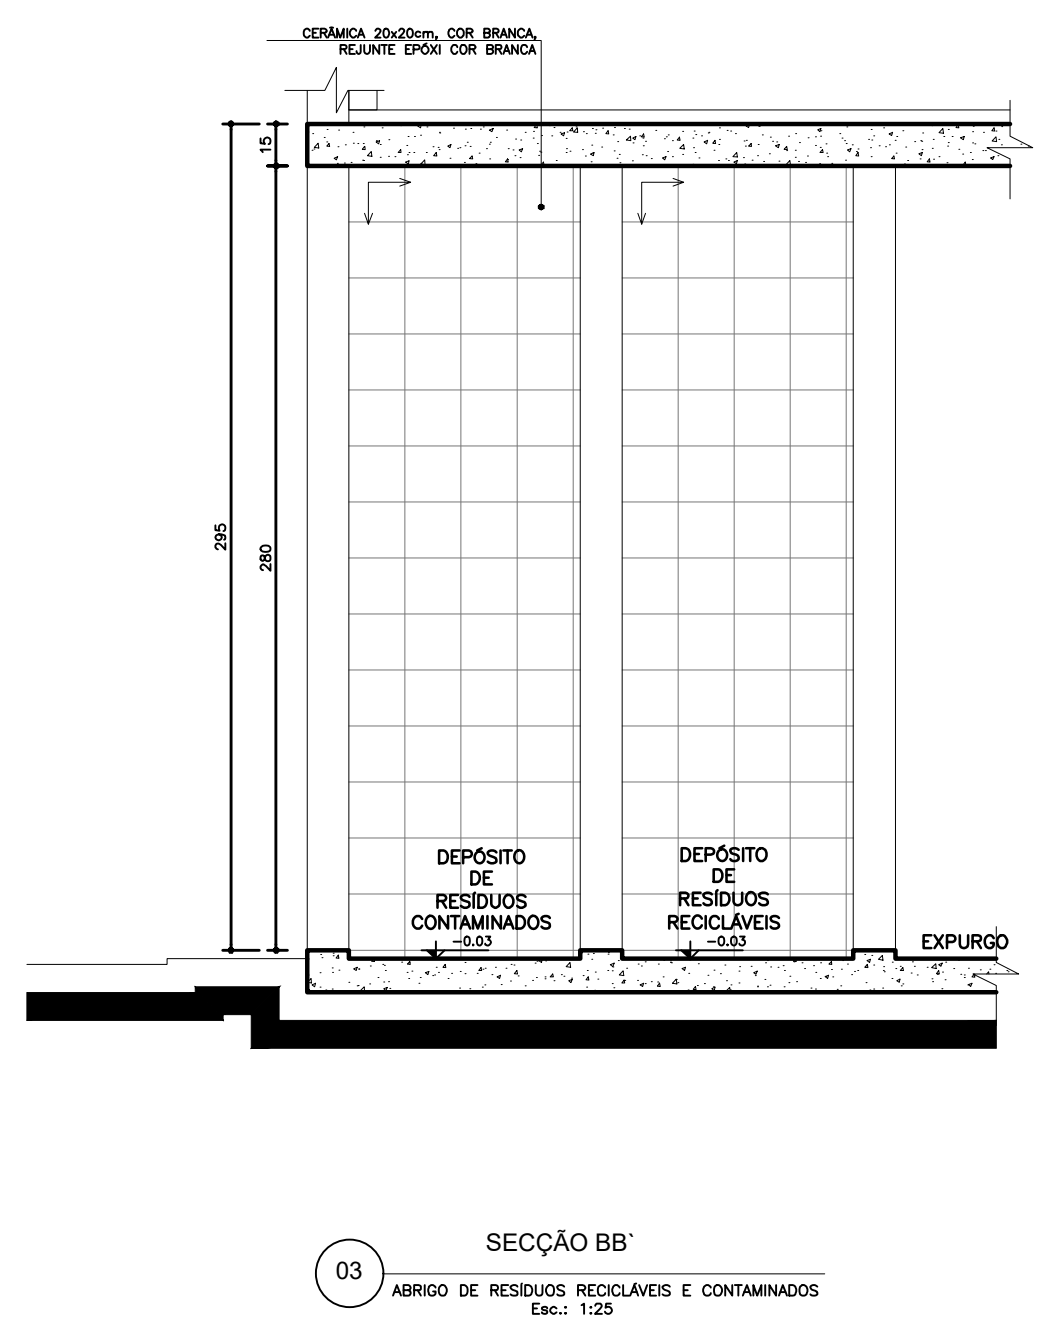 CERÂMICA 20x20cm, COR BRANCA,
REJUNTE EPÓXI COR BRANCA
15
295
280
DEPÓSITO
DE
RESÍDUOS
CONTAMINADOS
-0.03
DEPÓSITO
DE
RESÍDUOS
RECICLÁVEIS
-0.03
EXPURGO
03
SECÇÃO BB`
ABRIGO DE RESÍDUOS RECICLÁVEIS E CONTAMINADOS
Esc.: 1:25